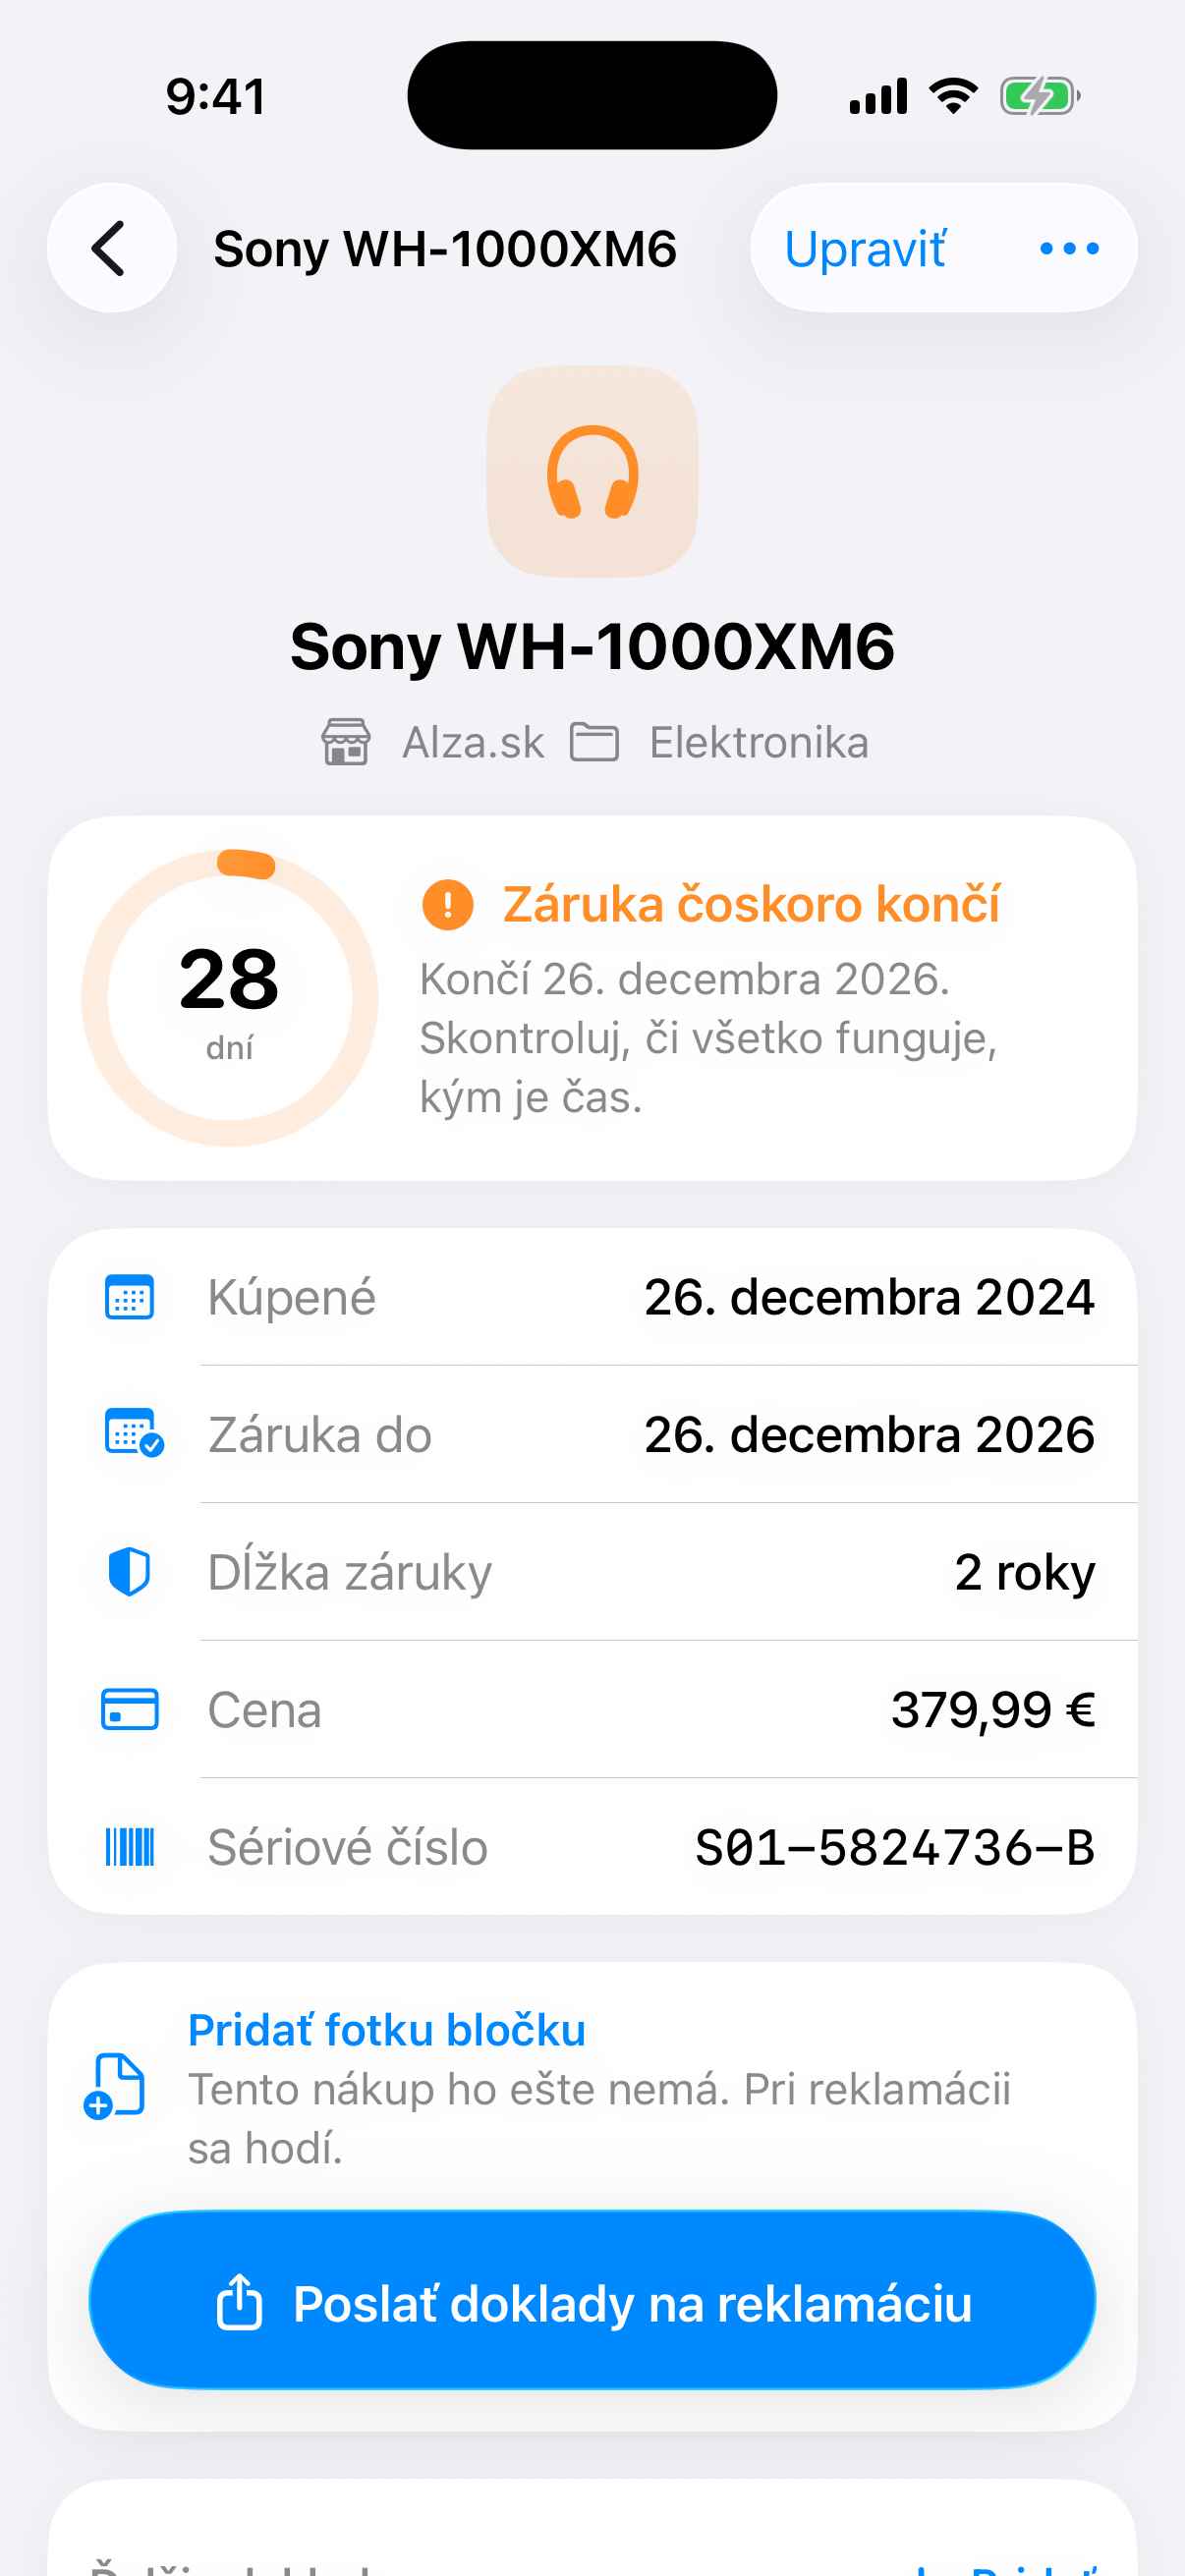 9:41
Sony WH-1000XM6
Upraviť
Sony WH-1000XM6
Alza.sk
Elektronika
28
dní
Záruka čoskoro končí
Končí 26. decembra 2026.
Skontroluj, či všetko funguje,
kým je čas.
Kúpené
26. decembra 2024
Záruka do
26. decembra 2026
Dĺžka záruky
2 roky
Cena
379,99 €
Sériové číslo
S01-5824736-B
Pridať fotku bločku
Tento nákup ho ešte nemá. Pri reklamácii
sa hodí.
Poslať doklady na reklamáciu